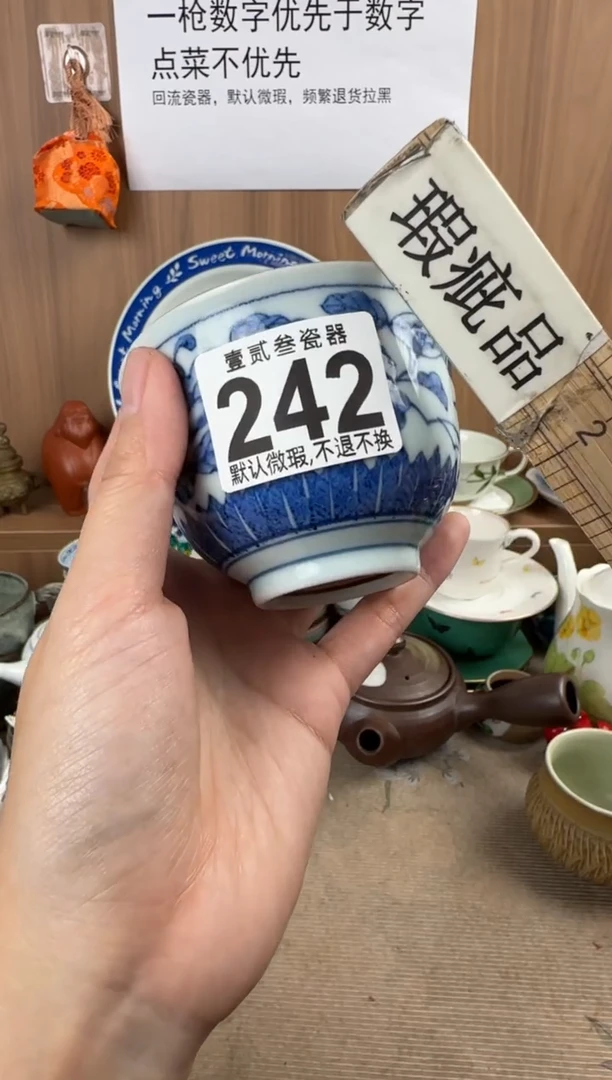 一枪数字优先于数字
点菜不优先
回流瓷器，默认微瑕，频繁退货拉黑
Sweet Morning
Morning
壹贰叁瓷器
242
默认微瑕,不退不换
瑕疵品
2